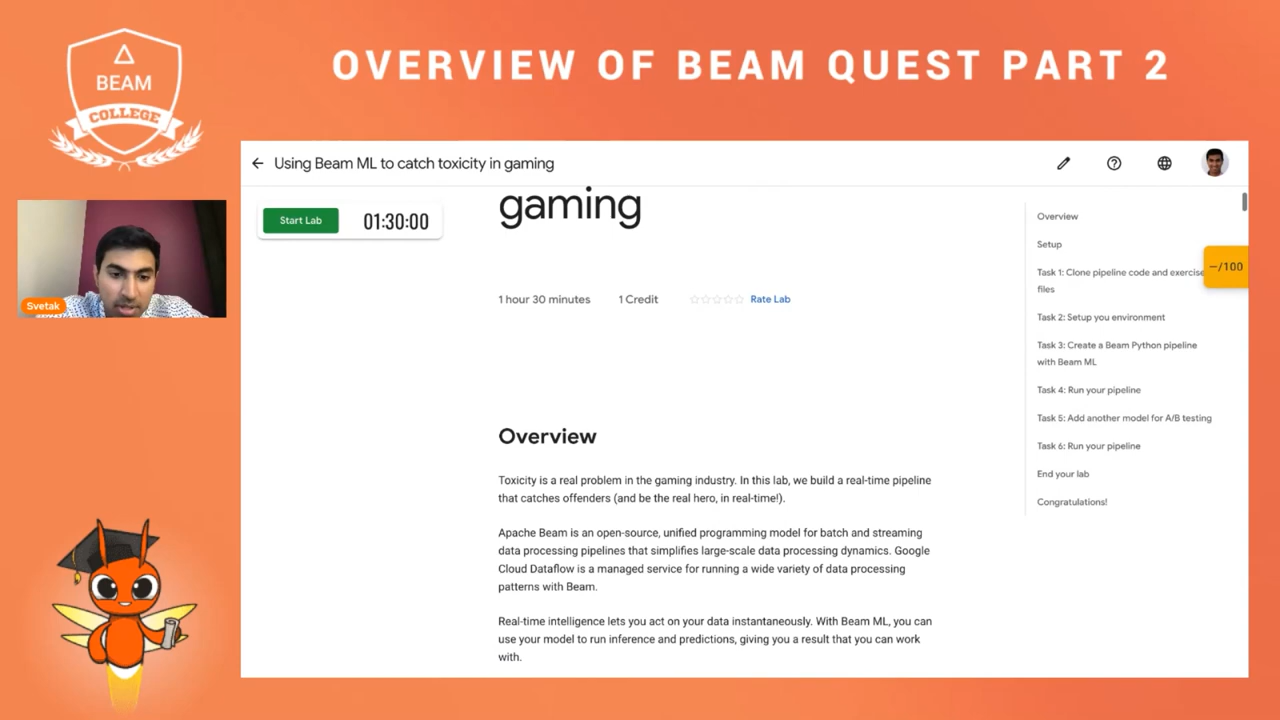 BEAM
COLLEGE
OVERVIEW OF BEAM QUEST PART 2
Using Beam ML to catch toxicity in gaming
Start Lab
01:30:00
Svetak
gaming
1 hour 30 minutes
1 Credit
Rate Lab
Overview
Toxicity is a real problem in the gaming industry. In this lab, we build a real-time pipeline
that catches offenders (and be the real hero, in real-time!).
Apache Beam is an open-source, unified programming model for batch and streaming
data processing pipelines that simplifies large-scale data processing dynamics. Google
Cloud Dataflow is a managed service for running a wide variety of data processing
patterns with Beam.
Real-time intelligence lets you act on your data instantaneously. With Beam ML, you can
use your model to run inference and predictions, giving you a result that you can work
with.
Overview
Setup
Task 1: Clone pipeline code and exercise
files
Task 2: Setup you environment
Task 3: Create a Beam Python pipeline
with Beam ML
Task 4: Run your pipeline
Task 5: Add another model for A/B testing
Task 6: Run your pipeline
End your lab
Congratulations!
–/100